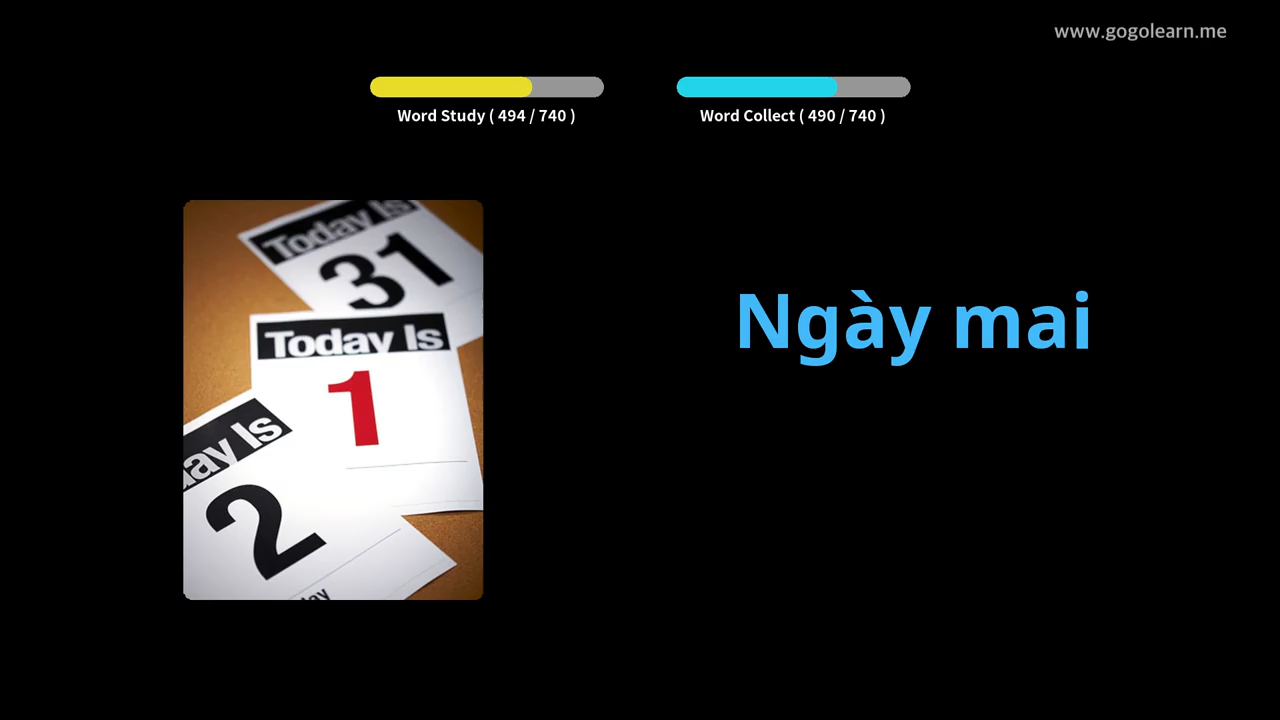 www.gogolearn.me
Word Study ( 494 / 740 )
Word Collect ( 490 / 740 )
Today Is
31
Today Is
1
ay Is
2
Ngày mai